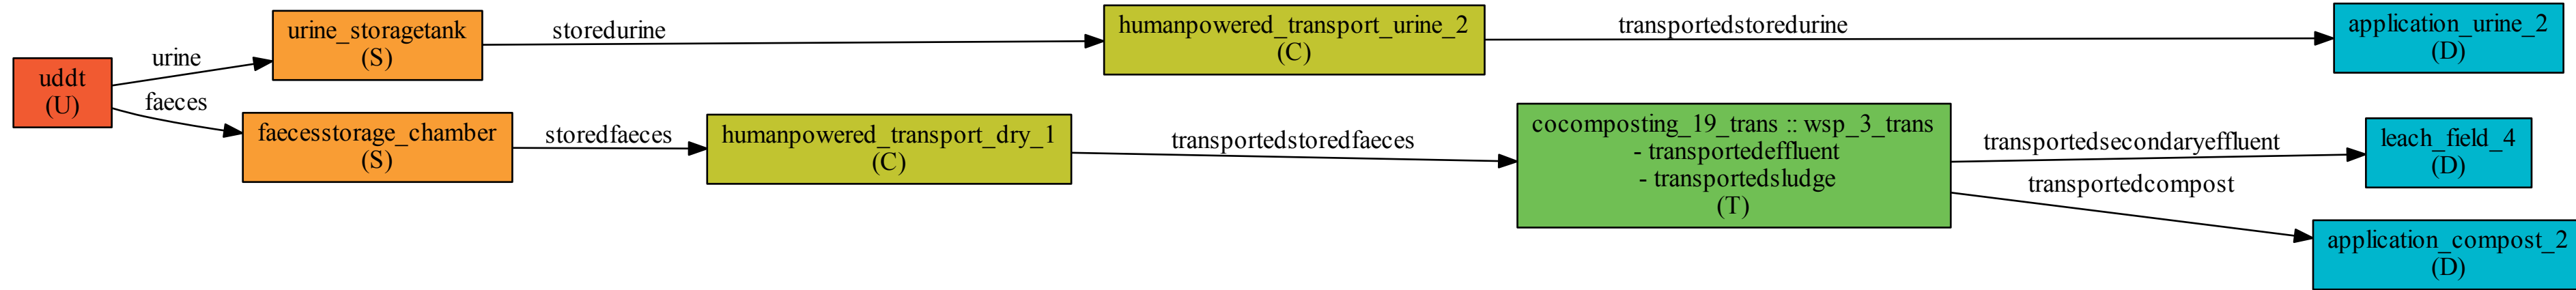 uddt
(U)
urine
faeces
urine_storagetank
(S)
faecesstorage_chamber
(S)
storedurine
storedfaeces
humanpowered_transport_urine_2
(C)
humanpowered_transport_dry_1
(C)
transportedstoredurine
transportedstoredfaeces
cocomposting_19_trans :: wsp_3_trans
- transportedeffluent
- transportedsludge
(T)
transportedsecondaryeffluent
transportedcompost
application_urine_2
(D)
leach_field_4
(D)
application_compost_2
(D)